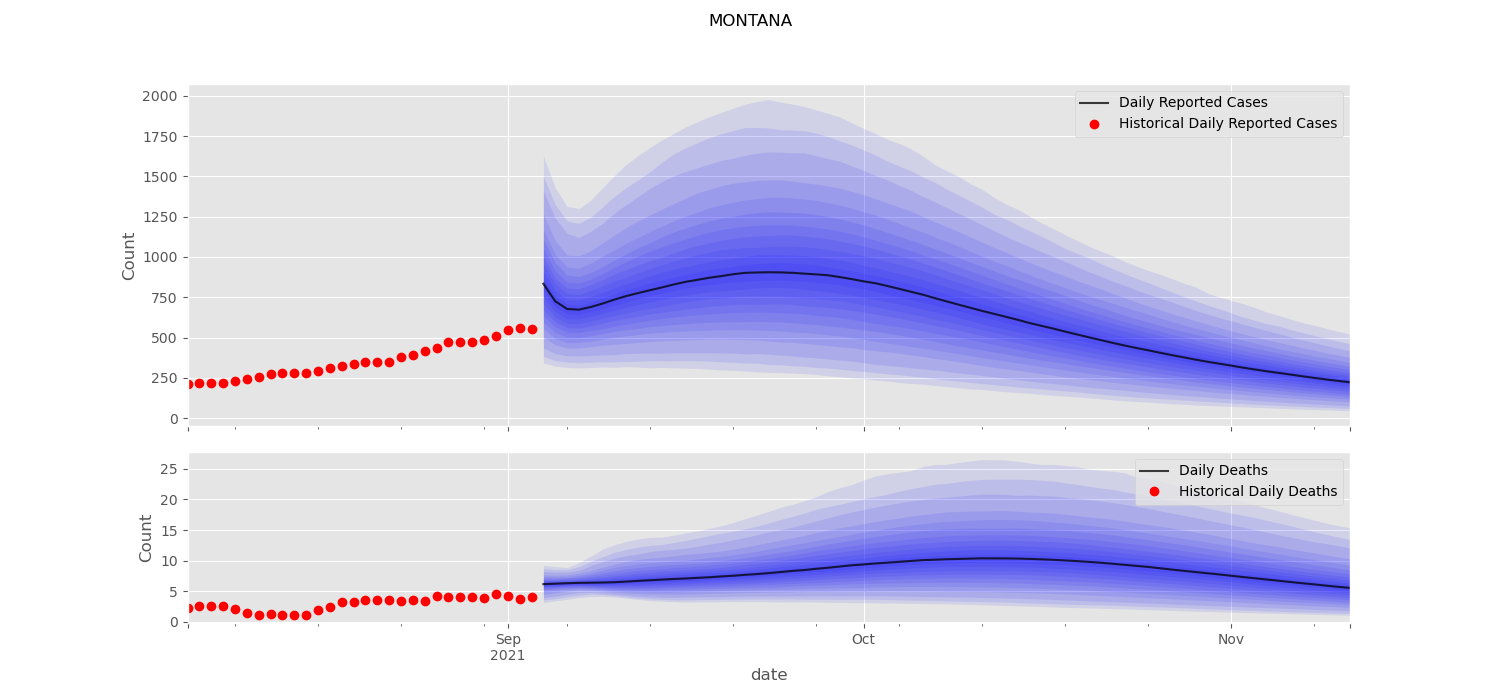 MONTANA
2000
1750
1500
1250
1000
750
500
250
0
Count
Daily Reported Cases
Historical Daily Reported Cases
25
20
15
10
5
0
Count
Daily Deaths
Historical Daily Deaths
Sep
2021
Oct
Nov
date